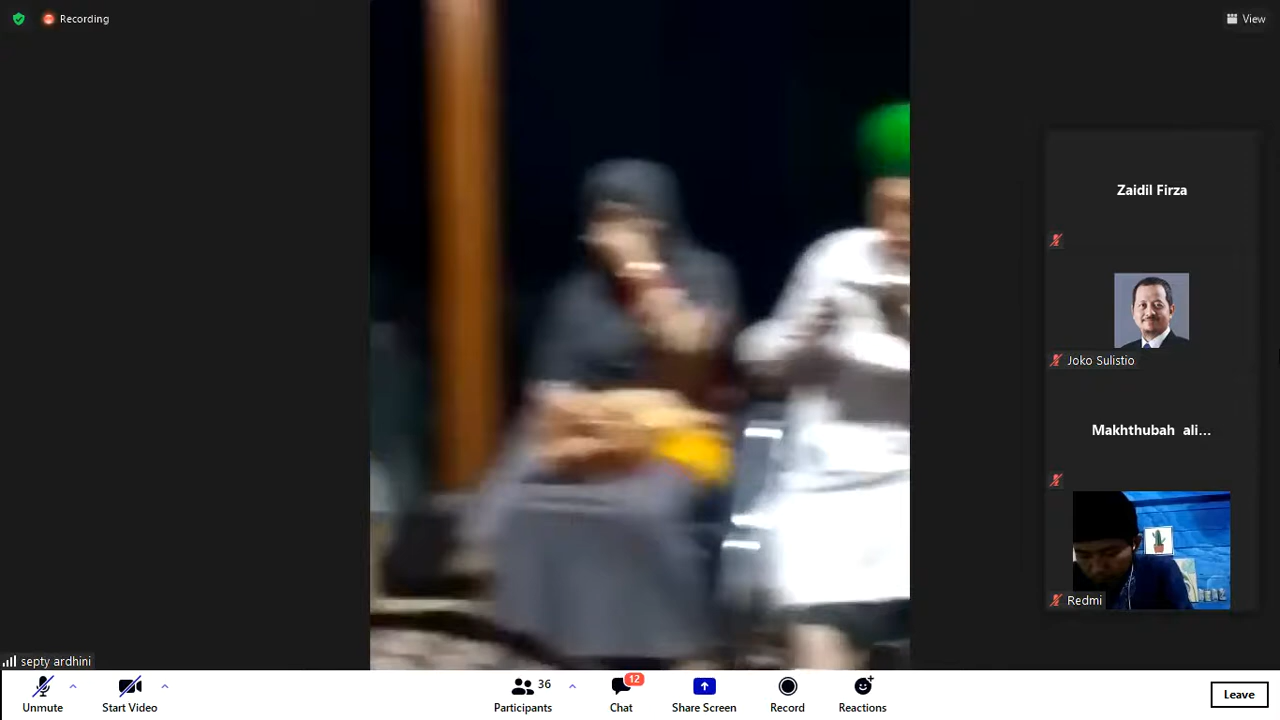 Recording
View
Zaidil Firza
Joko Sulistio
Makhthubah ali...
Redmi
septy ardhini
Unmute
Start Video
36
Participants
12
Chat
Share Screen
Record
Reactions
Leave